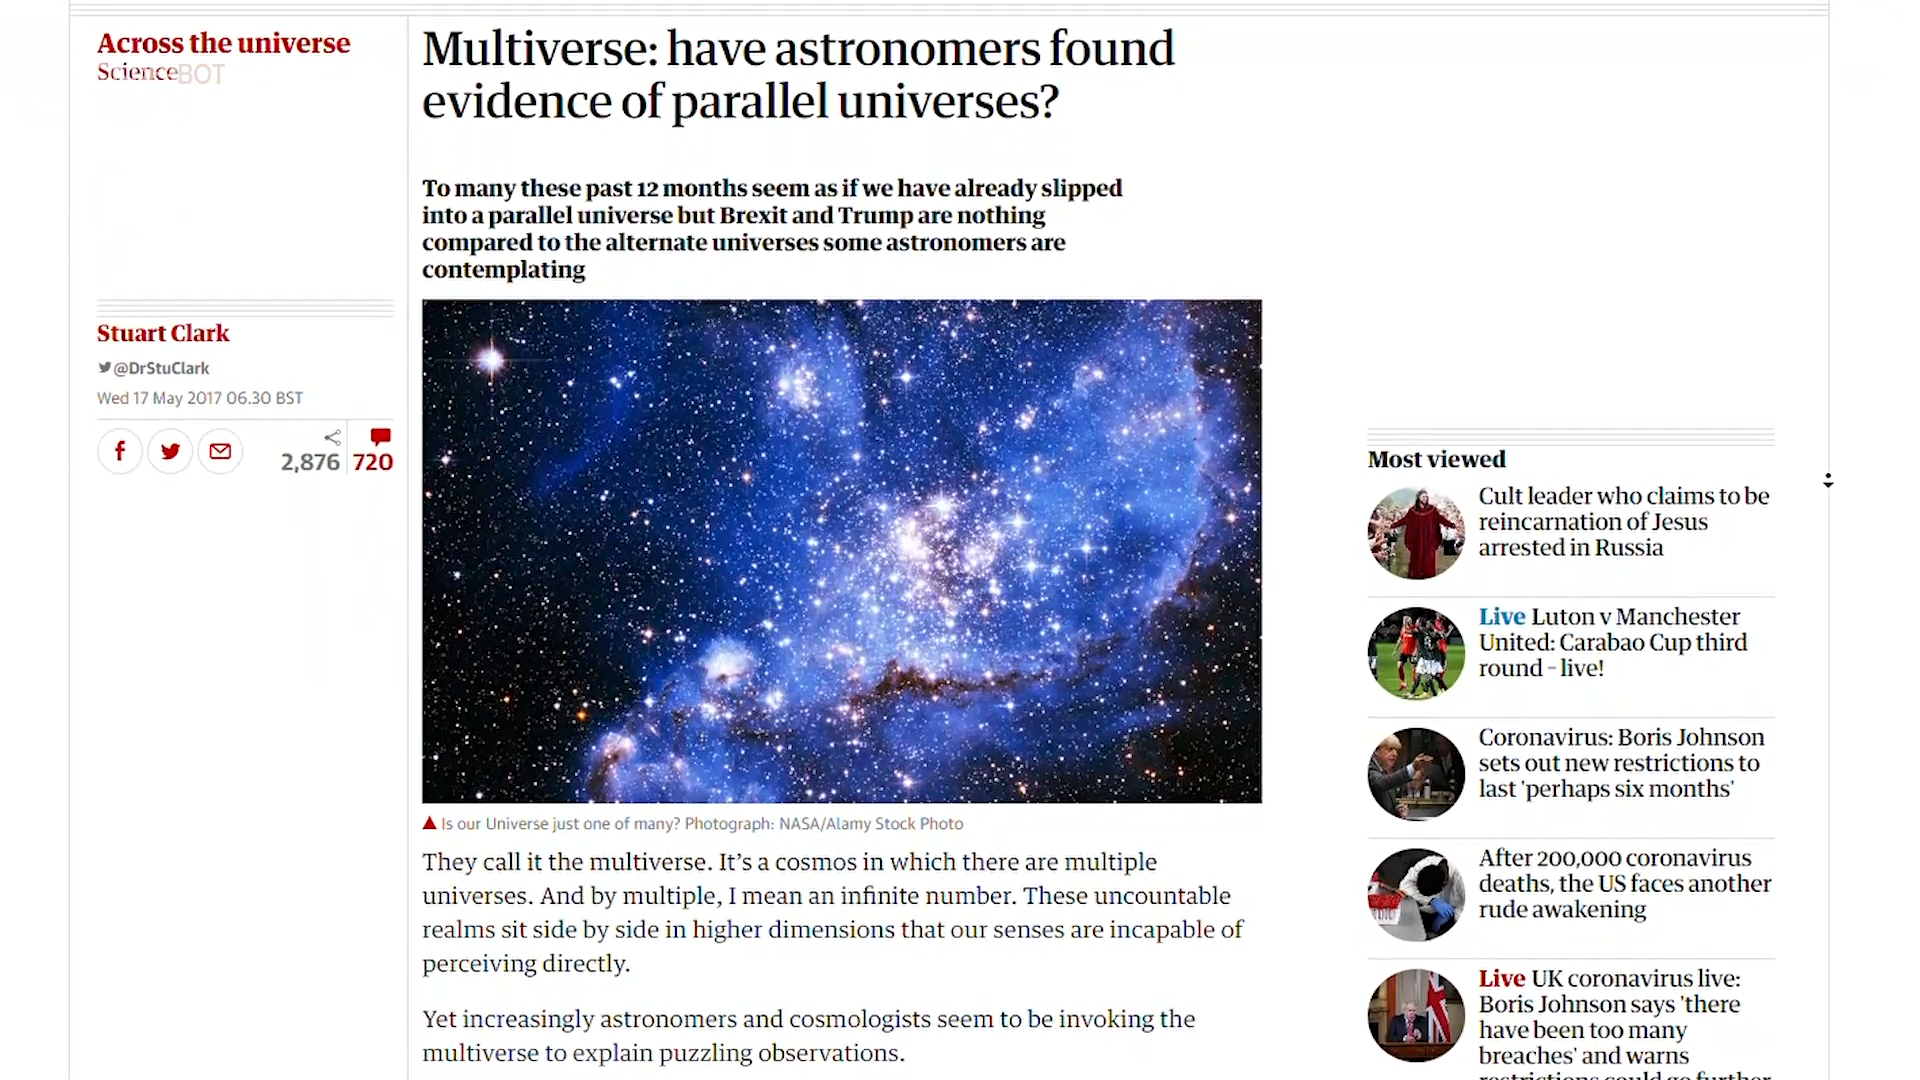 Across the universe
Science
BOT
Multiverse: have astronomers found
evidence of parallel universes?
To many these past 12 months seem as if we have already slipped
into a parallel universe but Brexit and Trump are nothing
compared to the alternate universes some astronomers are
contemplating
Stuart Clark
@DrStuClark
Wed 17 May 2017 06.30 BST
2,876 720
Is our Universe just one of many? Photograph: NASA/Alamy Stock Photo
They call it the multiverse. It’s a cosmos in which there are multiple
universes. And by multiple, I mean an infinite number. These uncountable
realms sit side by side in higher dimensions that our senses are incapable of
perceiving directly.
Yet increasingly astronomers and cosmologists seem to be invoking the
multiverse to explain puzzling observations.
Most viewed
Cult leader who claims to be
reincarnation of Jesus
arrested in Russia
Live Luton v Manchester
United: Carabao Cup third
round – live!
Coronavirus: Boris Johnson
sets out new restrictions to
last 'perhaps six months'
After 200,000 coronavirus
deaths, the US faces another
rude awakening
Live UK coronavirus live:
Boris Johnson says 'there
have been too many
breaches' and warns
restrictions could go further